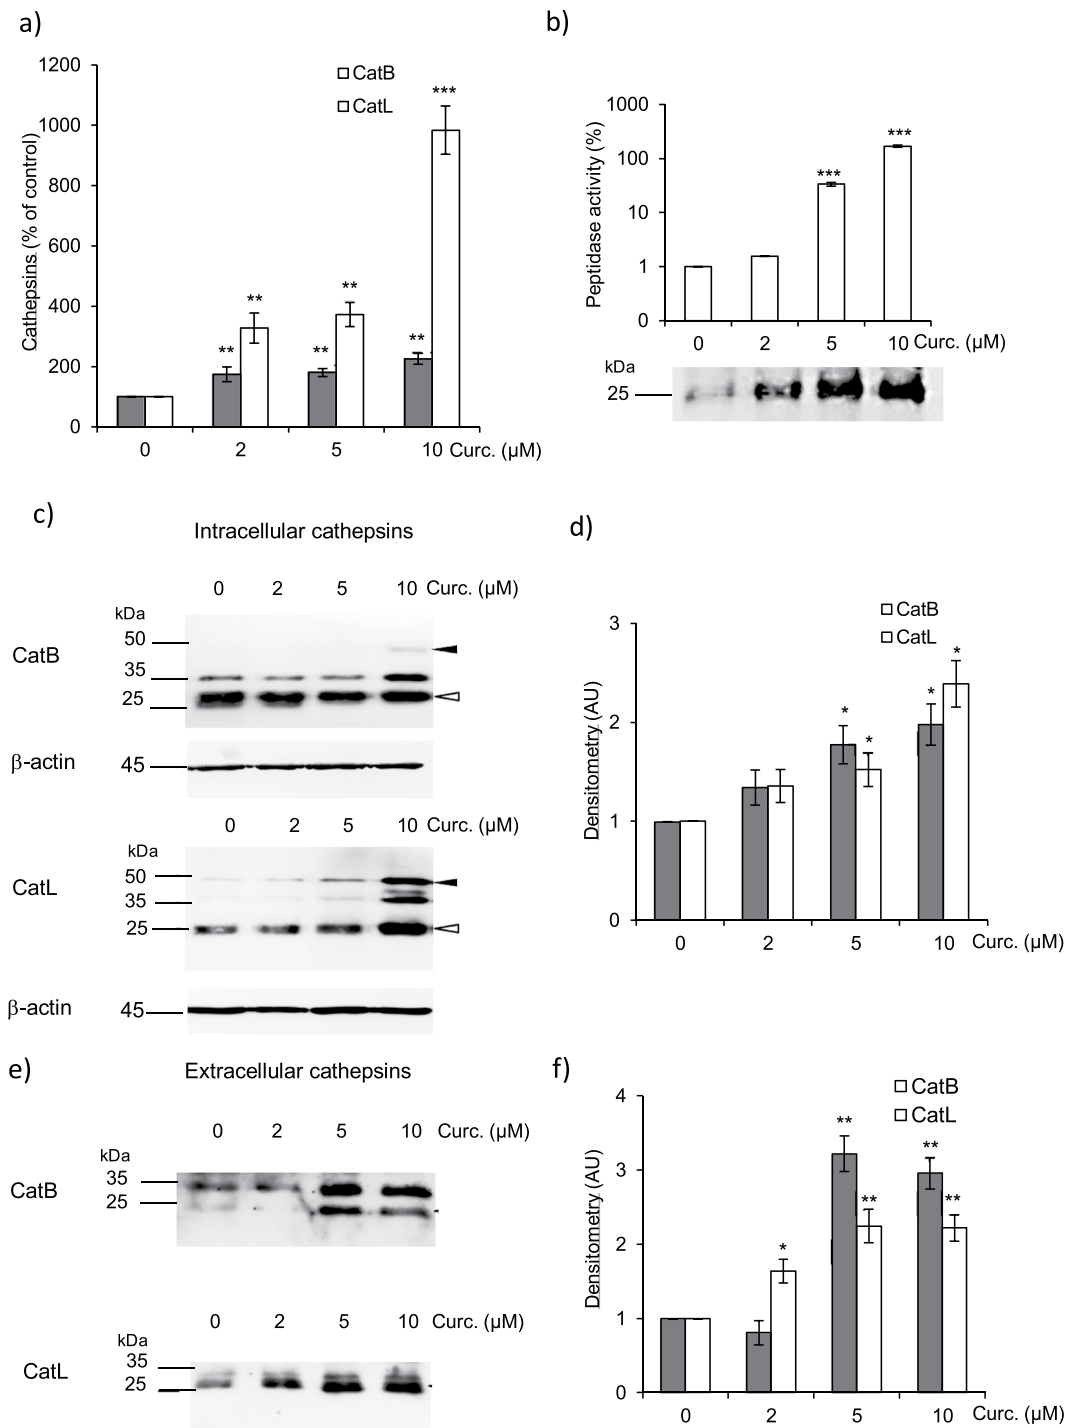 a)
1200
1000
800
600
400
200
0
Cathepsins (% of control)
CatB
CatL
**
**
**
**
**
***
0 2 5 10 Curc. (µM)
b)
1000
100
10
1
0
Peptidase activity (%)
***
***
0 2 5 10 Curc. (µM)
kDa
25
c)
Intracellular cathepsins
0 2 5 10 Curc. (µM)
kDa
50
CatB
35
25
β-actin 45
0 2 5 10 Curc. (µM)
kDa
50
CatL
35
25
β-actin 45
d)
CatB
CatL
3
2
1
0
Densitometry (AU)
*
*
*
*
0 2 5 10 Curc. (µM)
e)
Extracellular cathepsins
0 2 5 10 Curc. (µM)
kDa
35
CatB
25
0 2 5 10 Curc. (µM)
kDa
35
CatL
25
f)
CatB
CatL
4
3
2
1
0
Densitometry (AU)
*
**
**
**
**
0 2 5 10 Curc. (µM)